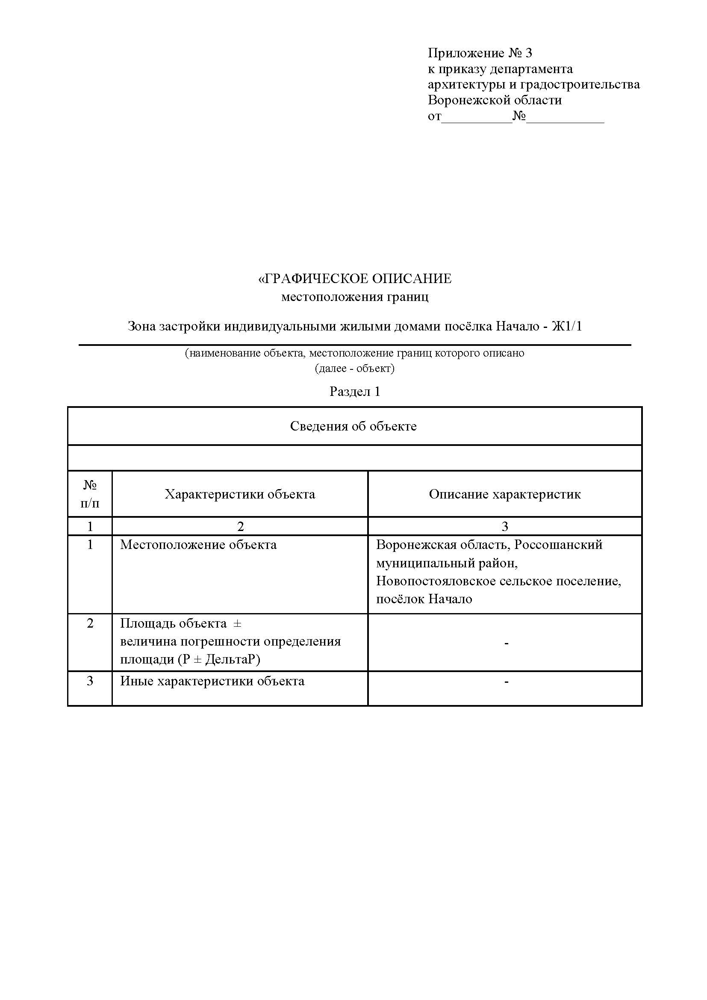 Приложение № 3
к приказу департамента
архитектуры и градостроительства
Воронежской области
от__________№___________
«ГРАФИЧЕСКОЕ ОПИСАНИЕ
местоположения границ
Зона застройки индивидуальными жилыми домами посёлка Начало - Ж1/1
(наименование объекта, местоположение границ которого описано
(далее - объект)
Раздел 1
Сведения об объекте
№
п/п
Характеристики объекта
Описание характеристик
1
2
3
1
Местоположение объекта
Воронежская область, Россошанский
муниципальный район,
Новопостояловское сельское поселение,
посёлок Начало
2
Площадь объекта ±
величина погрешности определения
площади (Р ± ДельтаР)
-
3
Иные характеристики объекта
-